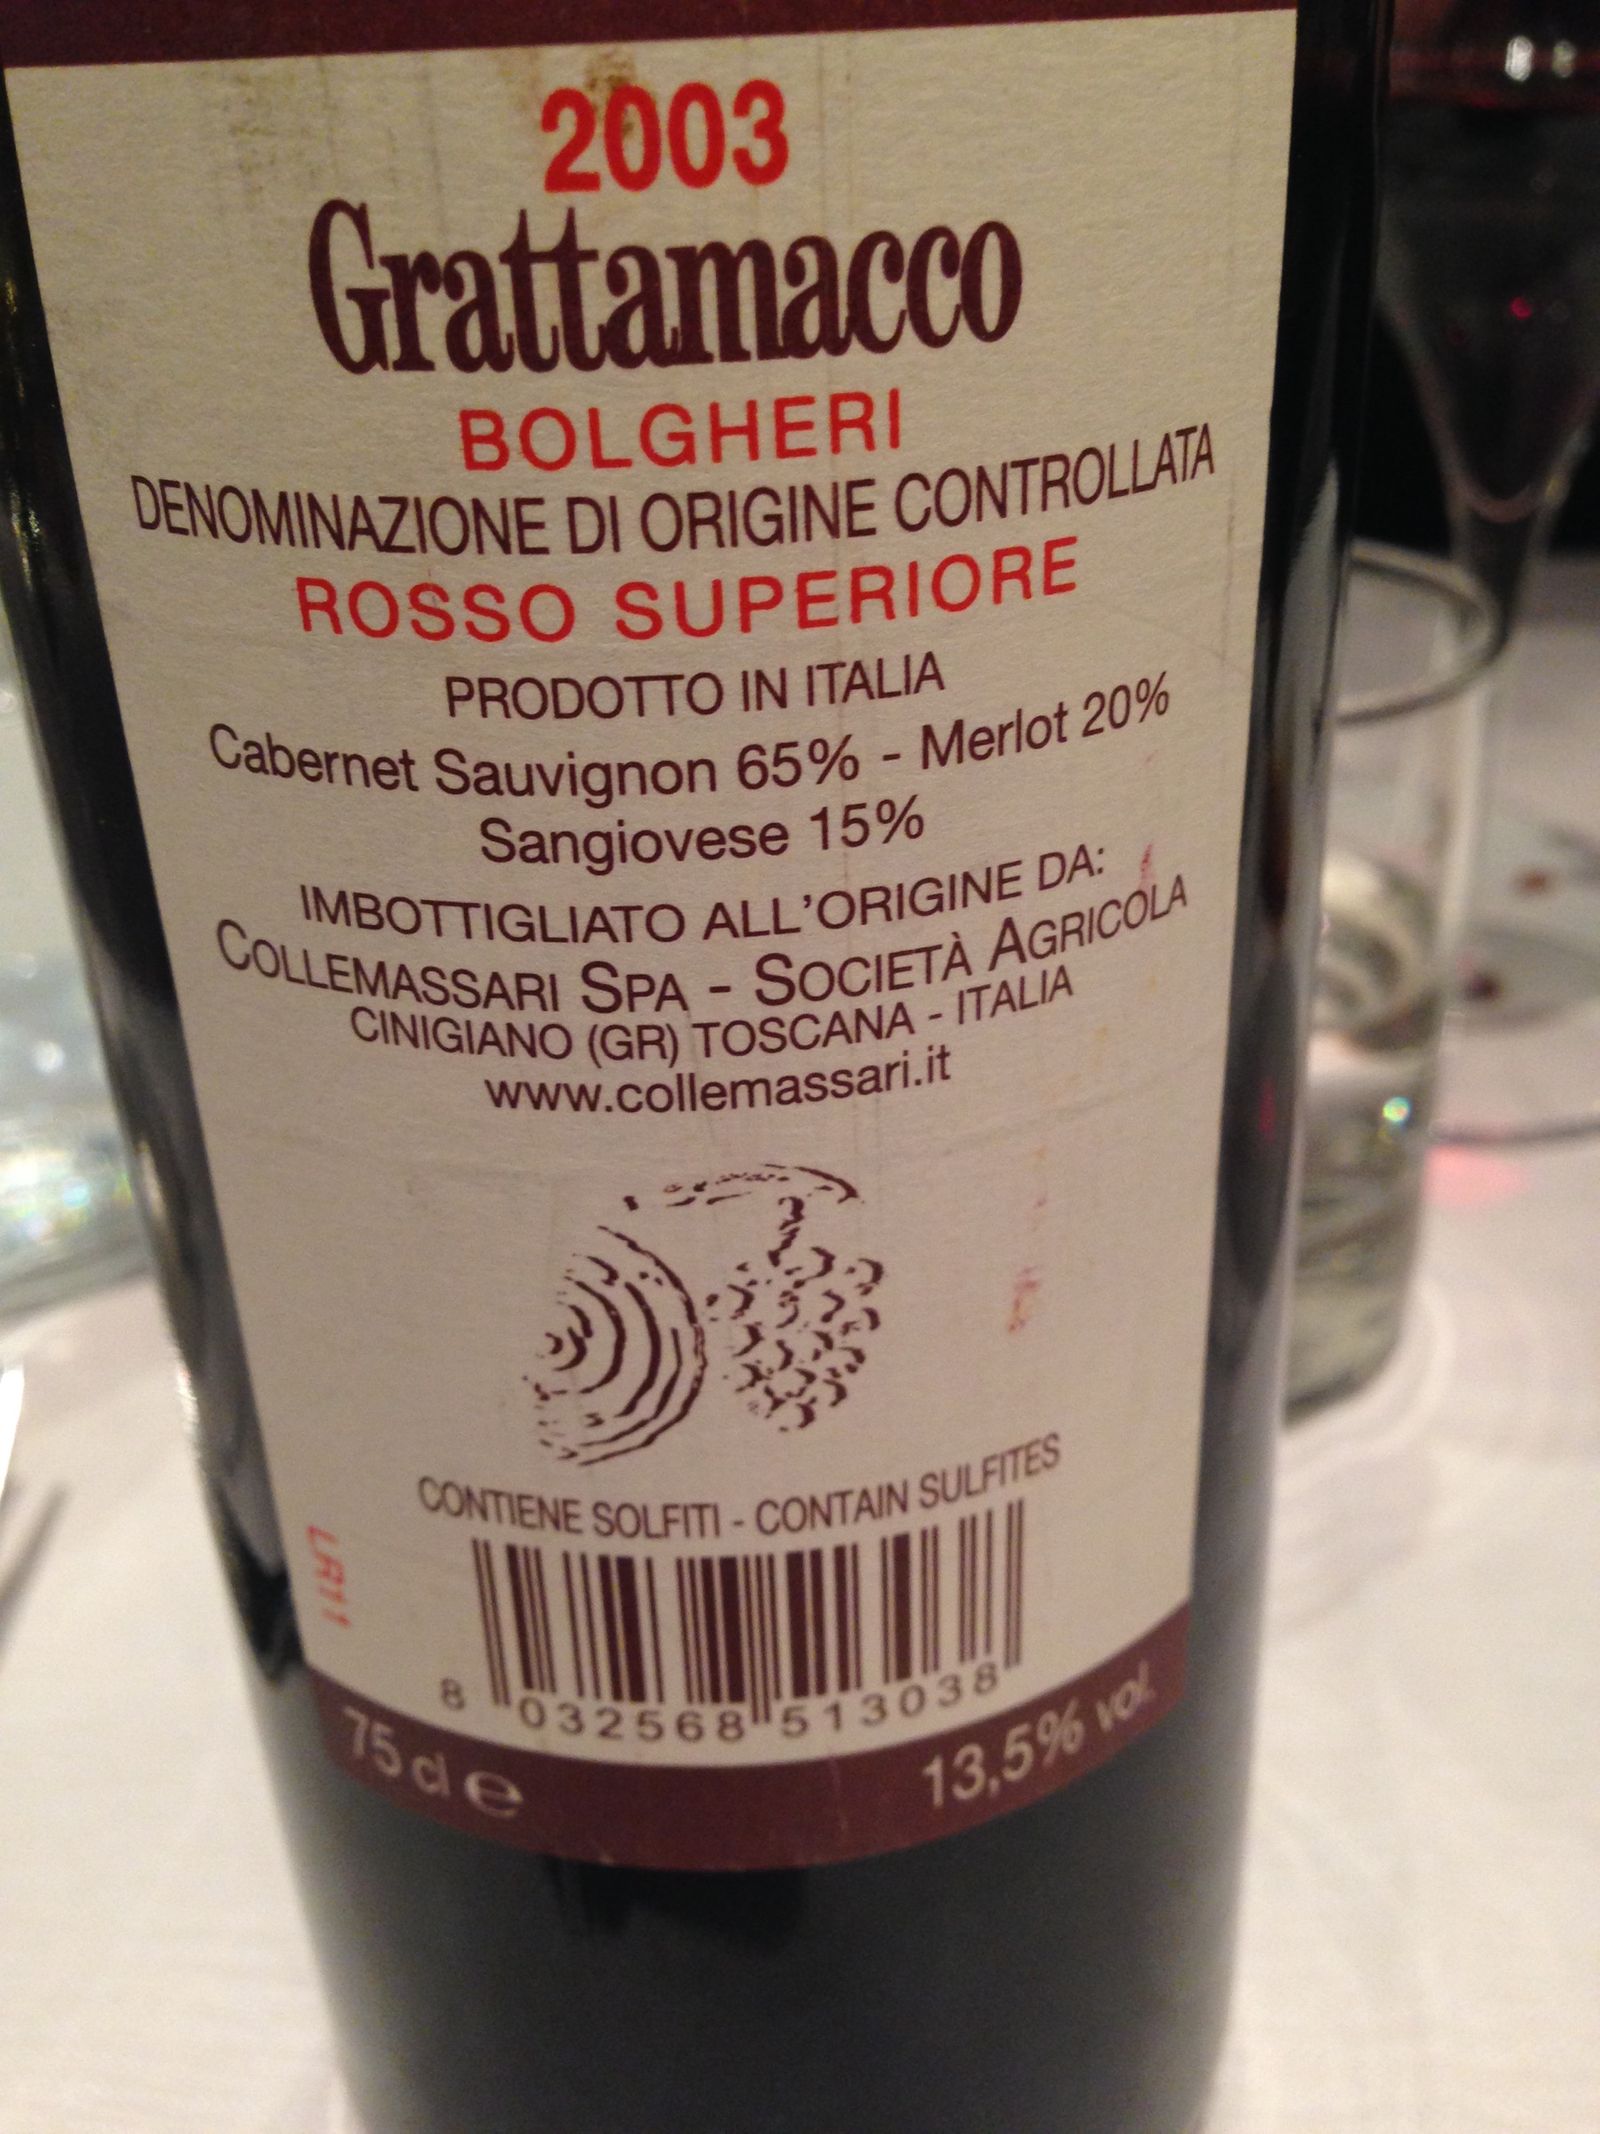 2003
Grattamacco
BOLGHERI
DENOMINAZIONE DI ORIGINE CONTROLLATA
ROSSO SUPERIORE
PRODOTTO IN ITALIA
Cabernet Sauvignon 65% - Merlot 20%
Sangiovese 15%
IMBOTTIGLIATO ALL'ORIGINE DA:
COLLEMASSARI SPA - SOCIETÀ AGRICOLA
CINIGIANO (GR) TOSCANA - ITALIA
www.collemassari.it
CONTIENE SOLFITI - CONTAIN SULFITES
LR11
8 032568 513038
75 cl e 13,5% vol.